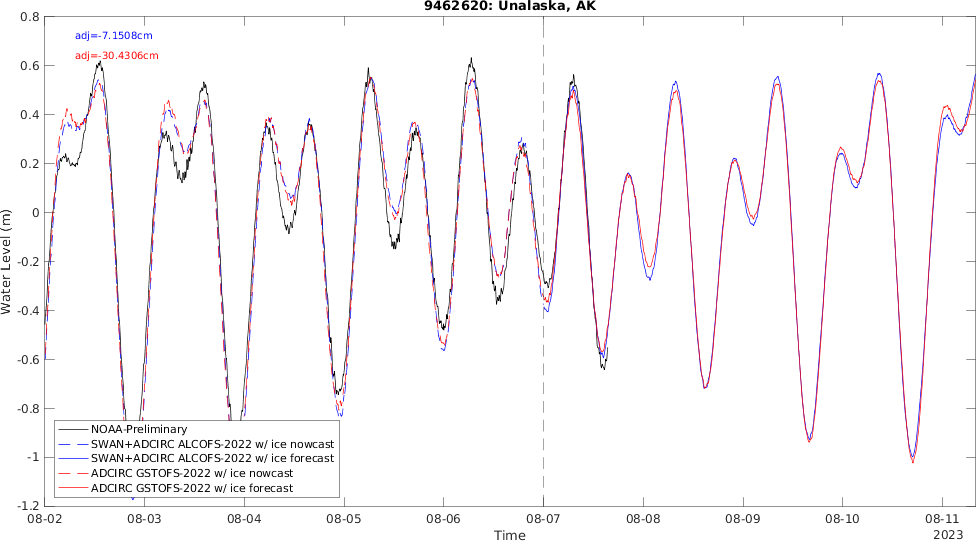 9462620: Unalaska, AK
adj=-7.1508cm
adj=-30.4306cm
0.8
0.6
0.4
0.2
0
-0.2
-0.4
-0.6
-0.8
-1
-1.2
Water Level (m)
NOAA-Preliminary
SWAN+ADCIRC ALCOFS-2022 w/ ice nowcast
SWAN+ADCIRC ALCOFS-2022 w/ ice forecast
ADCIRC GSTOFS-2022 w/ ice nowcast
ADCIRC GSTOFS-2022 w/ ice forecast
08-02 08-03 08-04 08-05 08-06 08-07 08-08 08-09 08-10 08-11
Time
2023